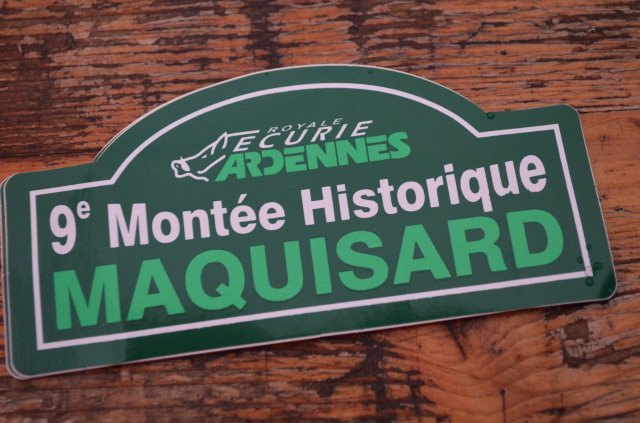 ROYALE
ECURIE
ARDENNES
9e Montée Historique
MAQUISARD